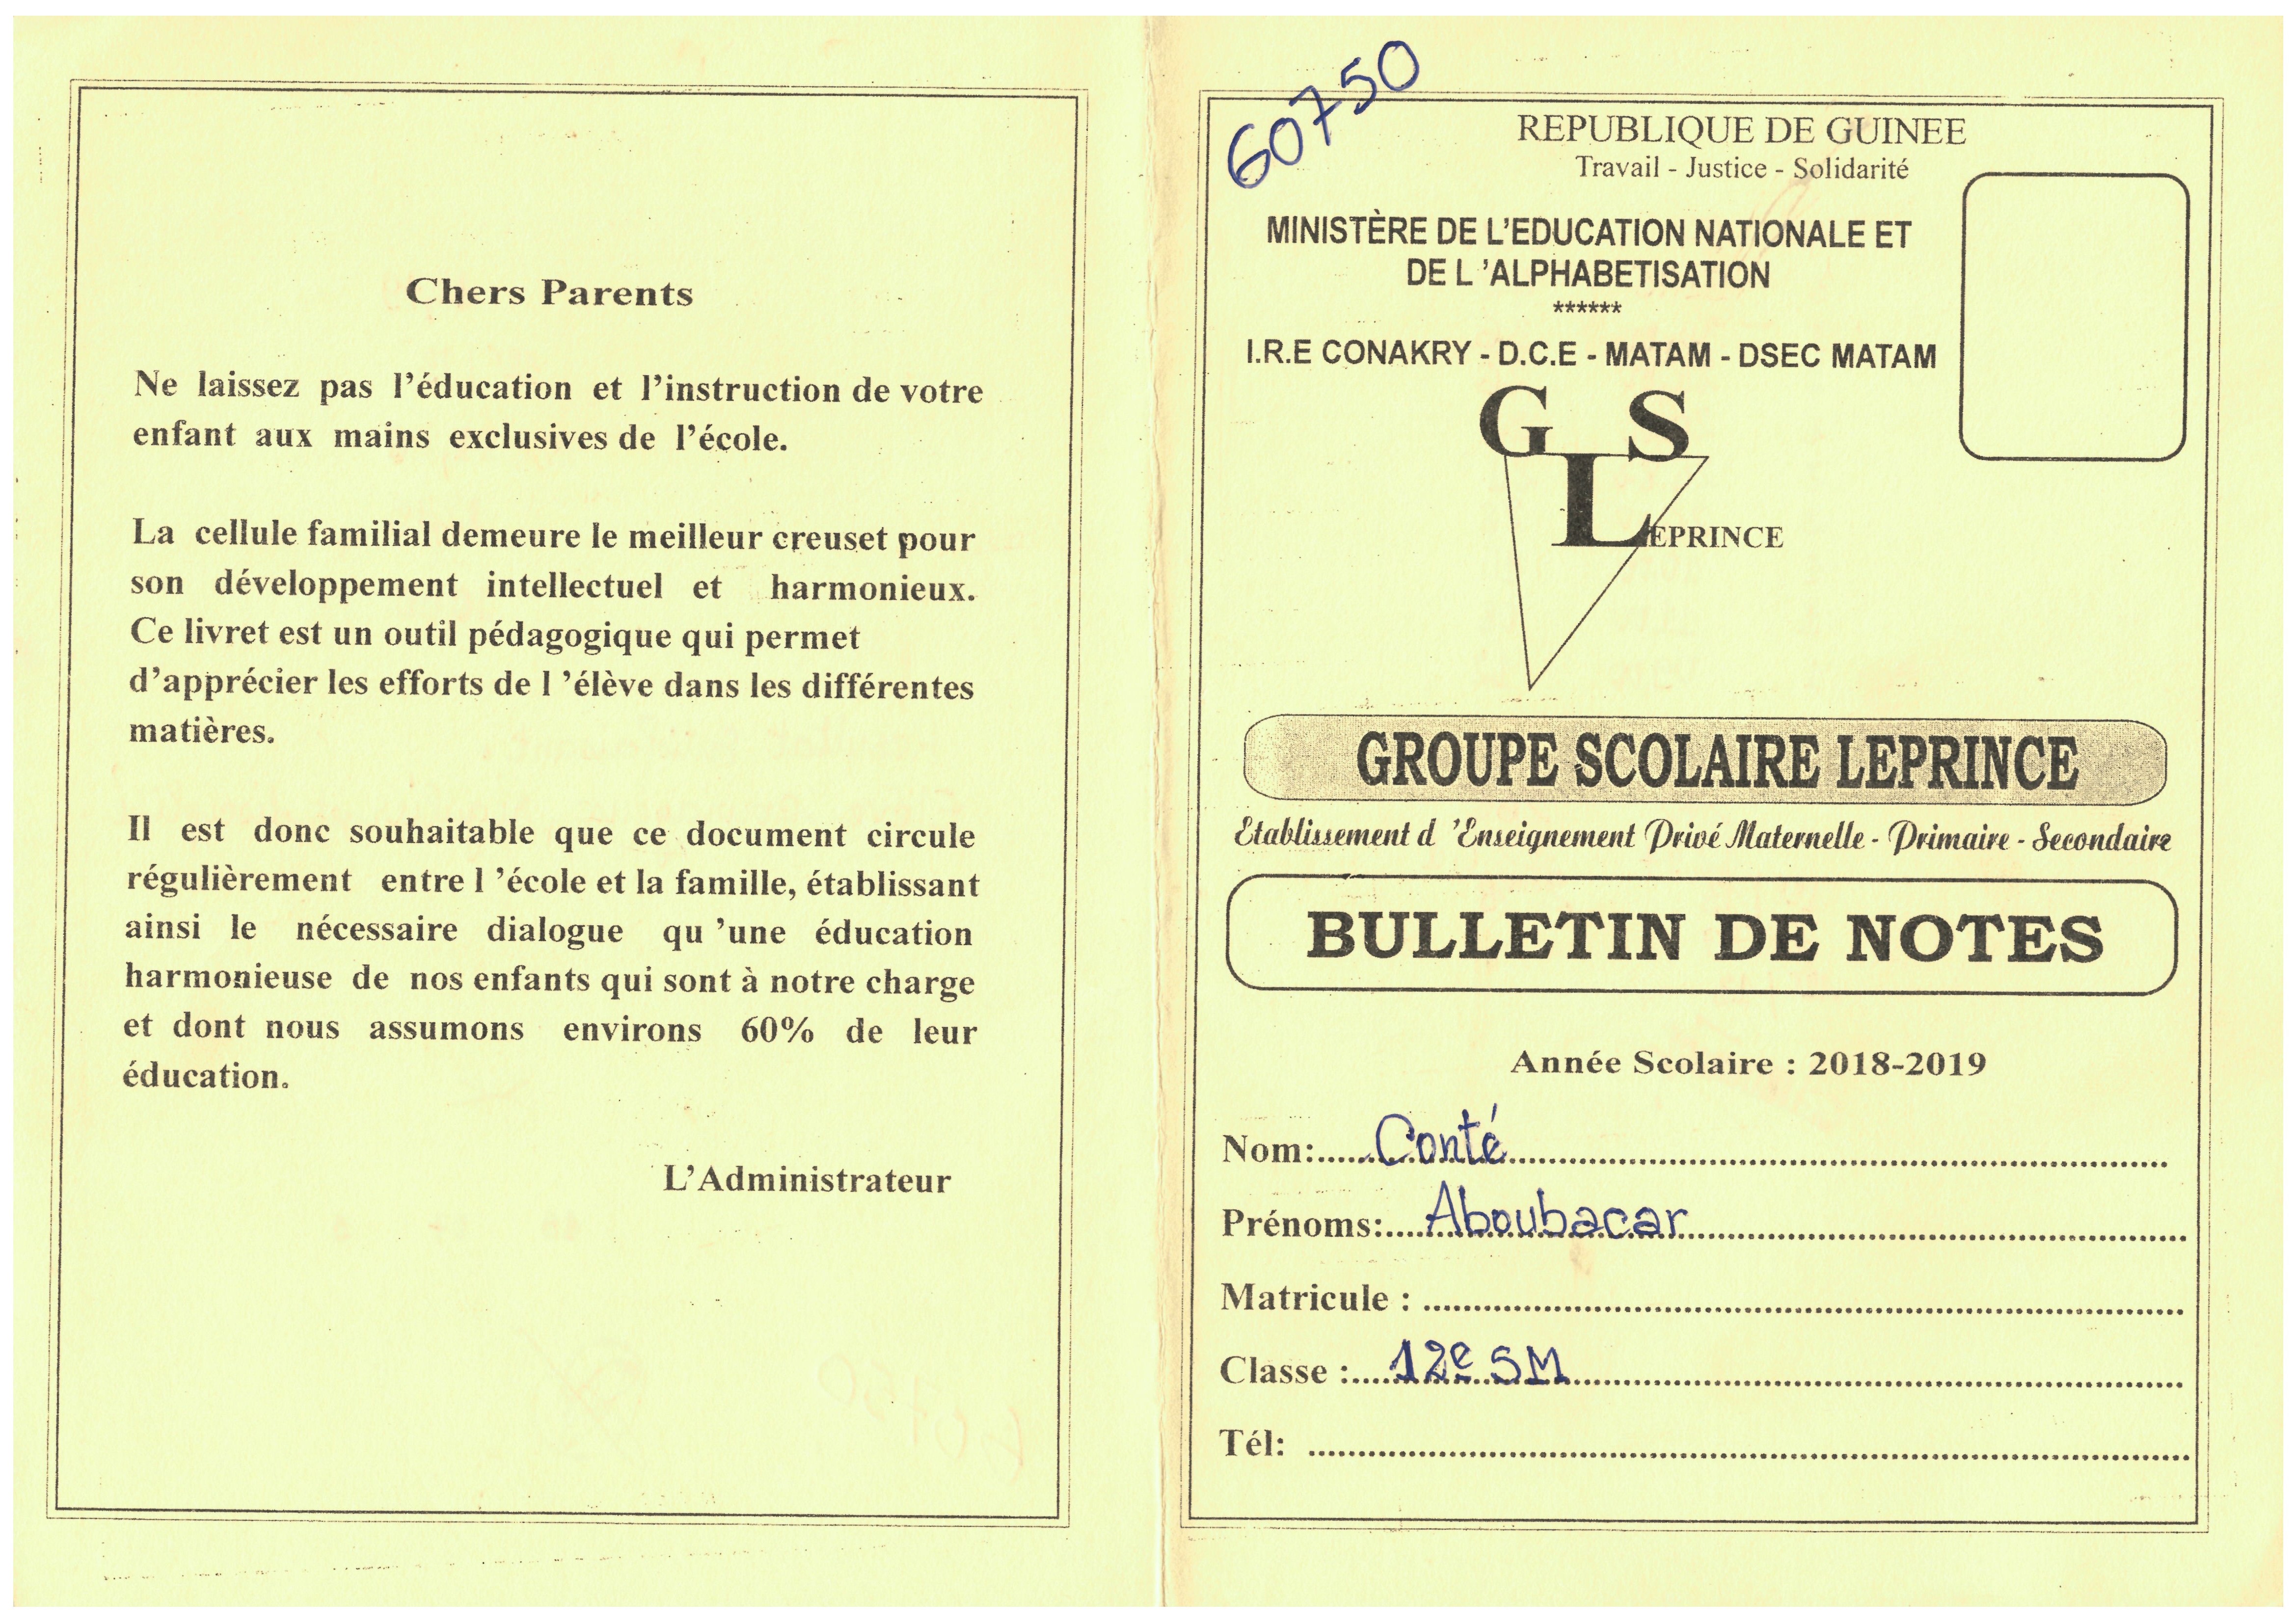 Chers Parents
Ne laissez pas l’éducation et l’instruction de votre
enfant aux mains exclusives de l’école.
La cellule familial demeure le meilleur creuset pour
son développement intellectuel et harmonieux.
Ce livret est un outil pédagogique qui permet
d’apprécier les efforts de l ’élève dans les différentes
matières.
Il est donc souhaitable que ce document circule
régulièrement entre l ’école et la famille, établissant
ainsi le nécessaire dialogue qu ’une éducation
harmonieuse de nos enfants qui sont à notre charge
et dont nous assumons environs 60% de leur
éducation.
L’Administrateur
60750
REPUBLIQUE DE GUINEE
Travail - Justice - Solidarité
MINISTÈRE DE L’EDUCATION NATIONALE ET
DE L ’ALPHABETISATION
******
I.R.E CONAKRY - D.C.E - MATAM - DSEC MATAM
G S
LEPRINCE
GROUPE SCOLAIRE LEPRINCE
Etablissement d ’Enseignement Privé Maternelle - Primaire - Secondaire
BULLETIN DE NOTES
Année Scolaire : 2018-2019
Nom: Conté
Prénoms: Aboubacar
Matricule :
Classe : 12e SM
Tél: